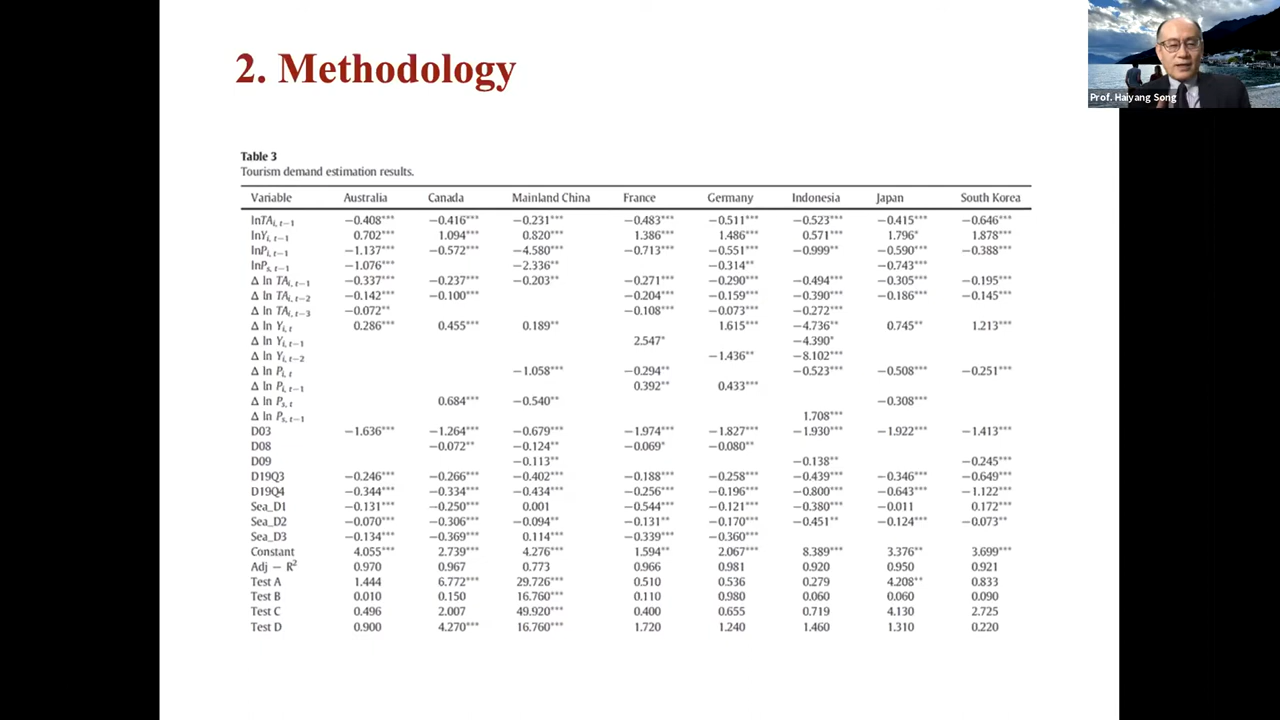 2. Methodology
Prof. Haiyang Song
Table 3
Tourism demand estimation results.
Variable Australia Canada Mainland China France Germany Indonesia Japan South Korea
lnTAi, t−1 −0.408*** −0.416*** −0.231*** −0.483*** −0.511*** −0.523*** −0.415*** −0.646***
lnYi, t−1 0.702*** 1.094*** 0.820*** 1.386*** 1.486*** 0.571*** 1.796* 1.878***
lnPi, t−1 −1.137*** −0.572*** −4.580*** −0.713*** −0.551*** −0.999** −0.590*** −0.388***
lnPs, t−1 −1.076*** −2.336** −0.314** −0.743***
Δ ln TAi, t−1 −0.337*** −0.237*** −0.203** −0.271*** −0.290*** −0.494*** −0.305*** −0.195***
Δ ln TAi, t−2 −0.142*** −0.100*** −0.204*** −0.159*** −0.390*** −0.186*** −0.145***
Δ ln TAi, t−3 −0.072** −0.108*** −0.073*** −0.272***
Δ ln Yi, t 0.286*** 0.455*** 0.189** 1.615*** −4.736** 0.745** 1.213***
Δ ln Yi, t−1 2.547* −4.390*
Δ ln Yi, t−2 −1.436** −8.102***
Δ ln Pi, t −1.058*** −0.294** −0.523*** −0.508*** −0.251***
Δ ln Pi, t−1 0.392** 0.433***
Δ ln Ps, t 0.684*** −0.540** −0.308***
Δ ln Ps, t−1 1.708***
D03 −1.636*** −1.264*** −0.679*** −1.974*** −1.827*** −1.930*** −1.922*** −1.413***
D08 −0.072** −0.124** −0.069* −0.080**
D09 −0.113** −0.138** −0.245***
D19Q3 −0.246*** −0.266*** −0.402*** −0.188*** −0.258*** −0.439*** −0.346*** −0.649***
D19Q4 −0.344*** −0.334*** −0.434*** −0.256*** −0.196*** −0.800*** −0.643*** −1.122***
Sea_D1 −0.131*** −0.250*** 0.001 −0.544*** −0.121*** −0.380*** −0.011 0.172***
Sea_D2 −0.070*** −0.306*** −0.094** −0.131** −0.170*** −0.451** −0.124*** −0.073**
Sea_D3 −0.134*** −0.369*** 0.114*** −0.339*** −0.360***
Constant 4.055*** 2.739*** 4.276*** 1.594** 2.067*** 8.389*** 3.376** 3.699***
Adj − R2 0.970 0.967 0.773 0.966 0.981 0.920 0.950 0.921
Test A 1.444 6.772*** 29.726*** 0.510 0.536 0.279 4.208** 0.833
Test B 0.010 0.150 16.760*** 0.110 0.980 0.060 0.060 0.090
Test C 0.496 2.007 49.920*** 0.400 0.655 0.719 4.130 2.725
Test D 0.900 4.270*** 16.760*** 1.720 1.240 1.460 1.310 0.220